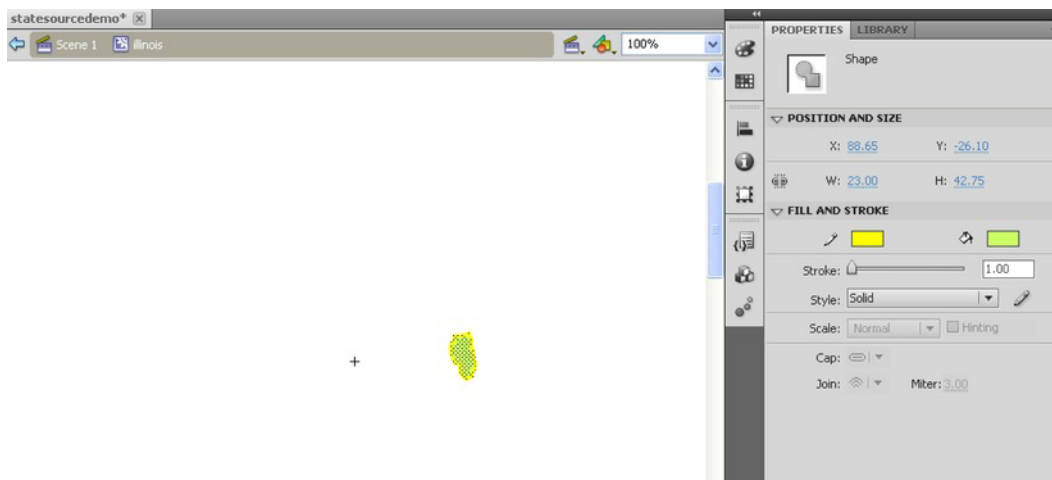 statesourcedemo*
Scene 1 illinois 100%
PROPERTIES LIBRARY
Shape
POSITION AND SIZE
X: 88.65 Y: -26.10
W: 23.00 H: 42.75
FILL AND STROKE
Stroke: 1.00
Style: Solid
Scale: Normal Hinting
Cap:
Join: Miter: 3.00